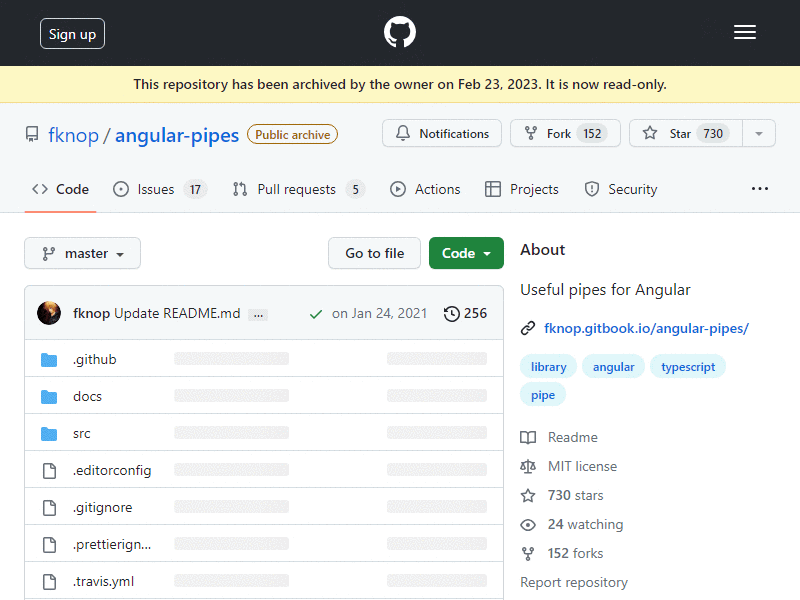 Sign up
This repository has been archived by the owner on Feb 23, 2023. It is now read-only.
fknop / angular-pipes Public archive
Notifications Fork 152 Star 730
Code Issues 17 Pull requests 5 Actions Projects Security ...
master Go to file Code
fknop Update README.md ... on Jan 24, 2021 256
.github
docs
src
.editorconfig
.gitignore
.prettierign...
.travis.yml
About
Useful pipes for Angular
fknop.gitbook.io/angular-pipes/
library angular typescript
pipe
Readme
MIT license
730 stars
24 watching
152 forks
Report repository